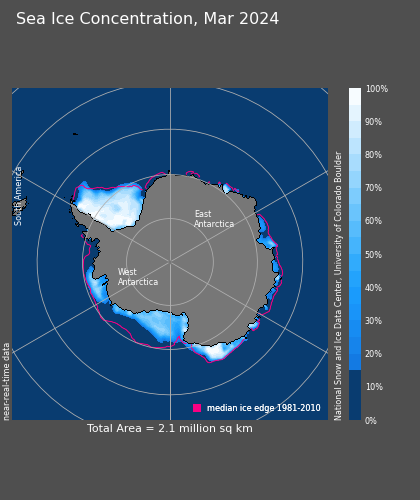 Sea Ice Concentration, Mar 2024
South America
East
Antarctica
West
Antarctica
near-real-time data
median ice edge 1981-2010
Total Area = 2.1 million sq km
National Snow and Ice Data Center, University of Colorado Boulder
100%
90%
80%
70%
60%
50%
40%
30%
20%
10%
0%